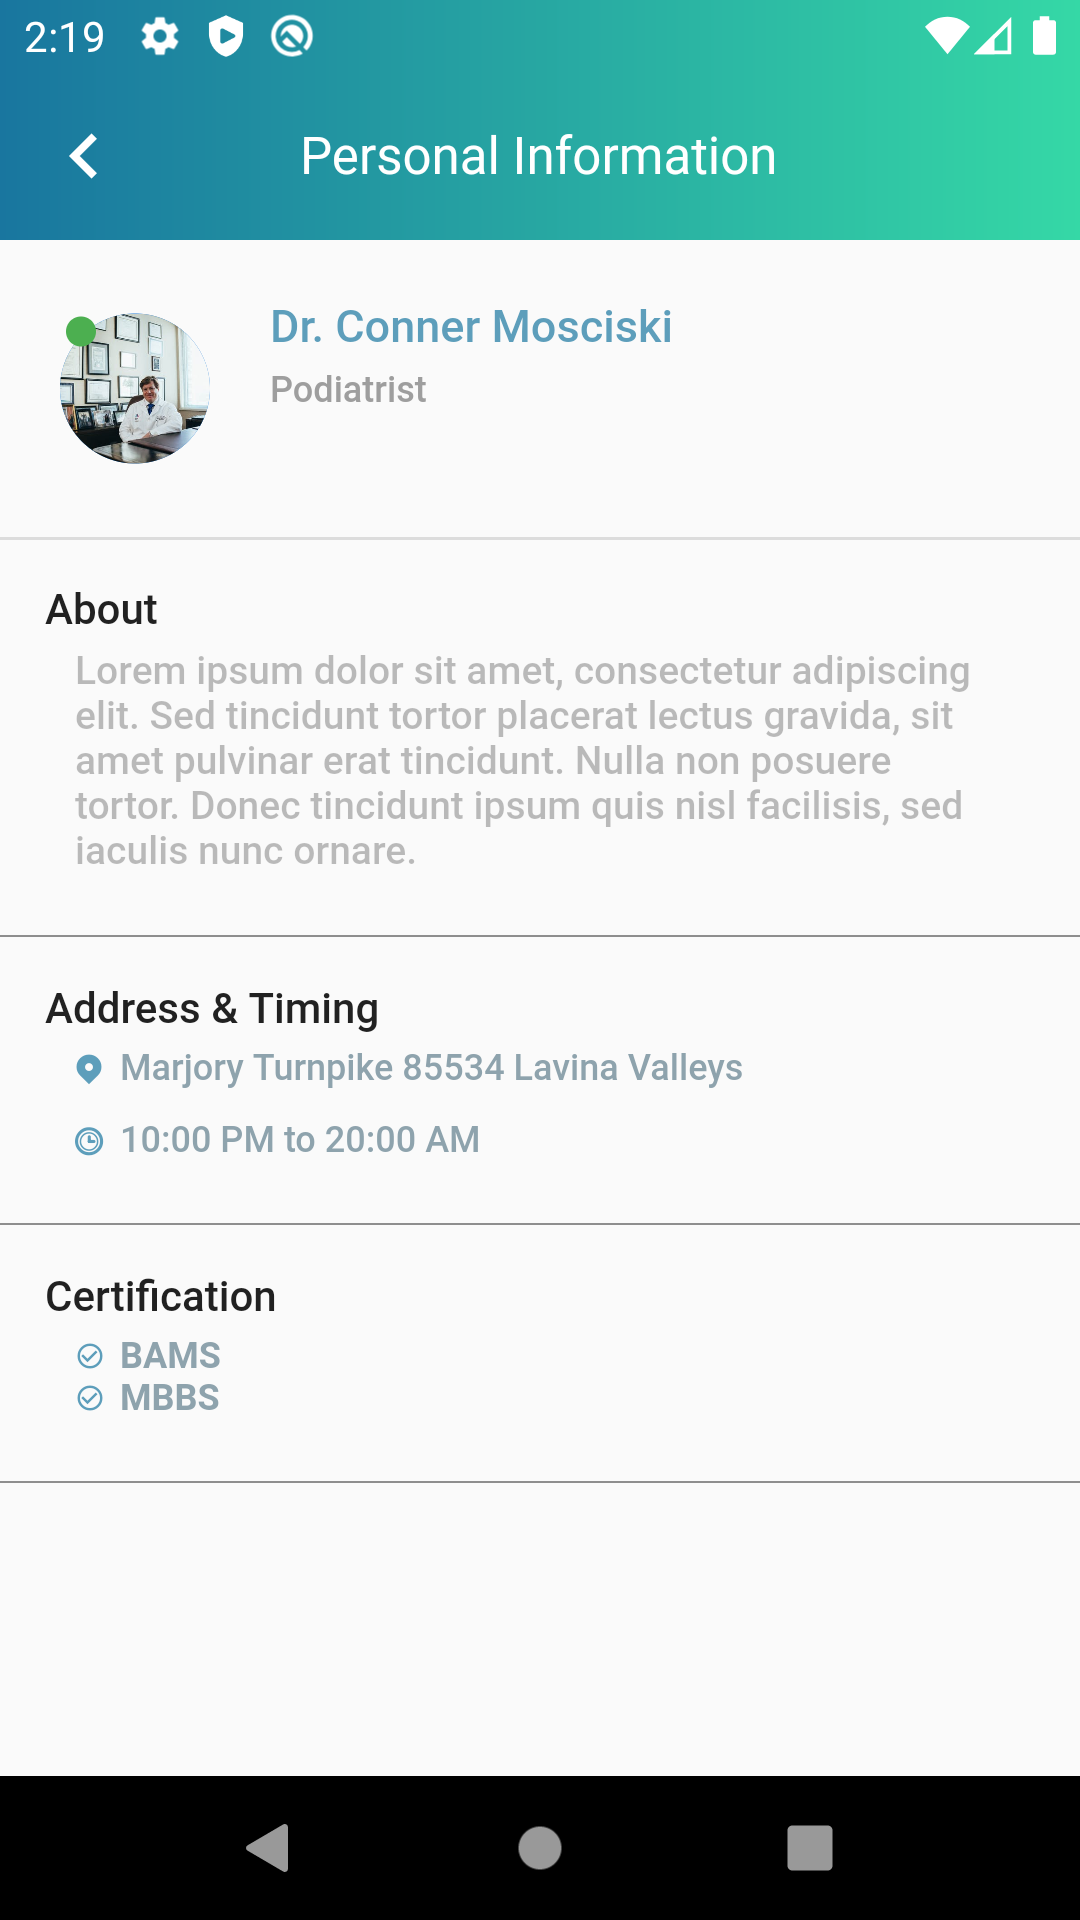 2:19
Personal Information
Dr. Conner Mosciski
Podiatrist
About
Lorem ipsum dolor sit amet, consectetur adipiscing
elit. Sed tincidunt tortor placerat lectus gravida, sit
amet pulvinar erat tincidunt. Nulla non posuere
tortor. Donec tincidunt ipsum quis nisl facilisis, sed
iaculis nunc ornare.
Address & Timing
Marjory Turnpike 85534 Lavina Valleys
10:00 PM to 20:00 AM
Certification
BAMS
MBBS